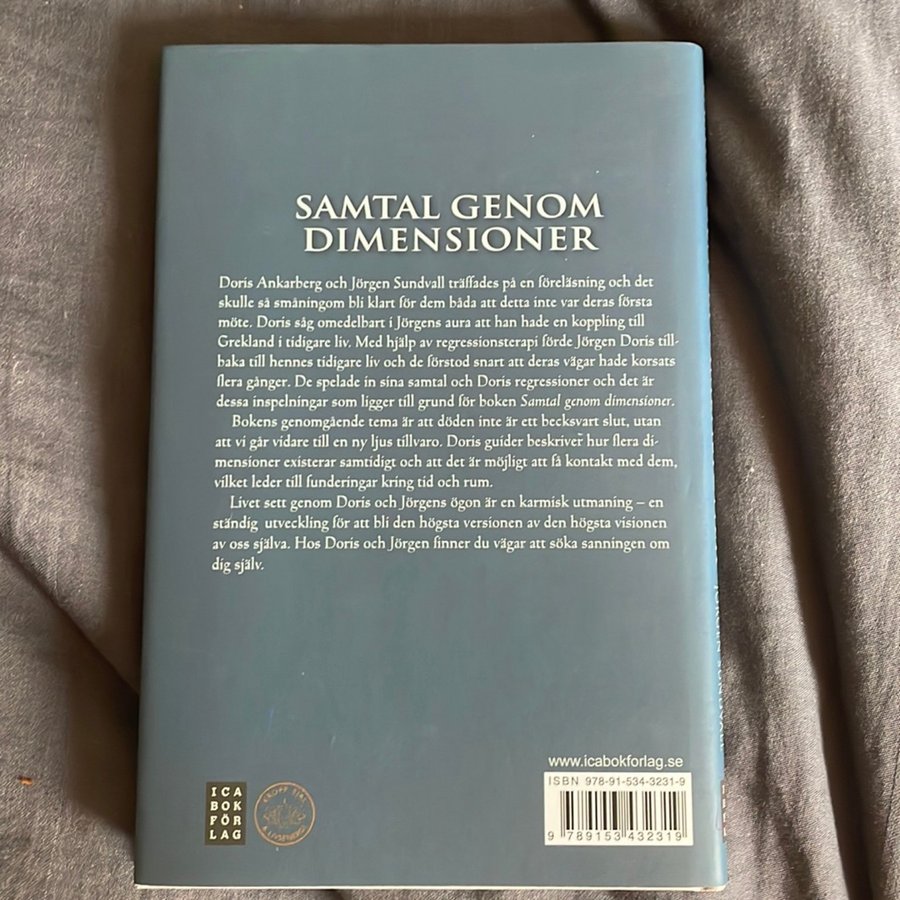 SAMTAL GENOM
DIMENSIONER
Doris Ankarberg och Jörgen Sundvall träffades på en föreläsning och det
skulle så småningom bli klart för dem båda att detta inte var deras första
möte. Doris såg omedelbart i Jörgens aura att han hade en koppling till
Grekland i tidigare liv. Med hjälp av regressionsterapi förde Jörgen Doris till-
baka till hennes tidigare liv och de förstod snart att deras vägar hade korsats
flera gånger. De spelade in sina samtal och Doris regressioner och det är
dessa inspelningar som ligger till grund för boken Samtal genom dimensioner.
Bokens genomgående tema är att döden inte är ett becksvart slut, utan
att vi går vidare till en ny ljus tillvaro. Doris guider beskriver hur flera di-
mensioner existerar samtidigt och att det är möjligt att få kontakt med dem,
vilket leder till funderingar kring tid och rum.
Livet sett genom Doris och Jörgens ögon är en karmisk utmaning – en
ständig utveckling för att bli den högsta versionen av den högsta visionen
av oss själva. Hos Doris och Jörgen finner du vägar att söka sanningen om
dig själv.
www.icabokforlag.se
ISBN 978-91-534-3231-9
9 789153 432319
ICA
BOK
FÖR
LAG
KROPP SJÄL
& LIVSENERGI